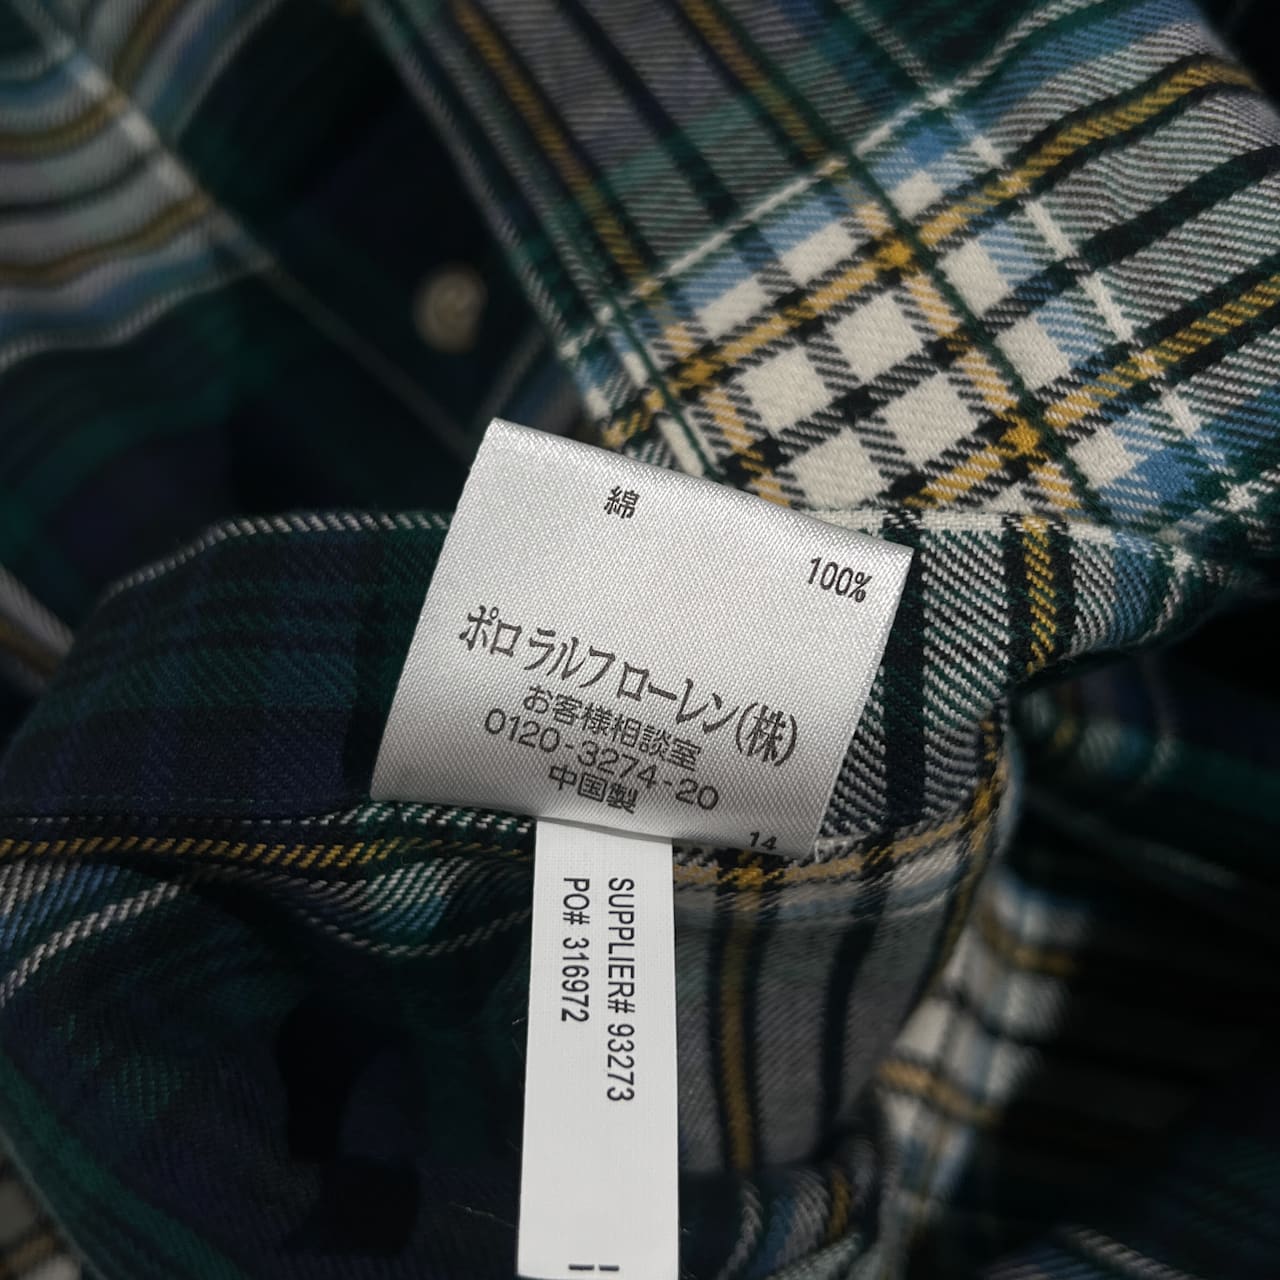 綿
100%
ポロ ラルフ ローレン(株)
お客様相談室
0120-3274-20
中国製
14
SUPPLIER# 93273
PO# 316972